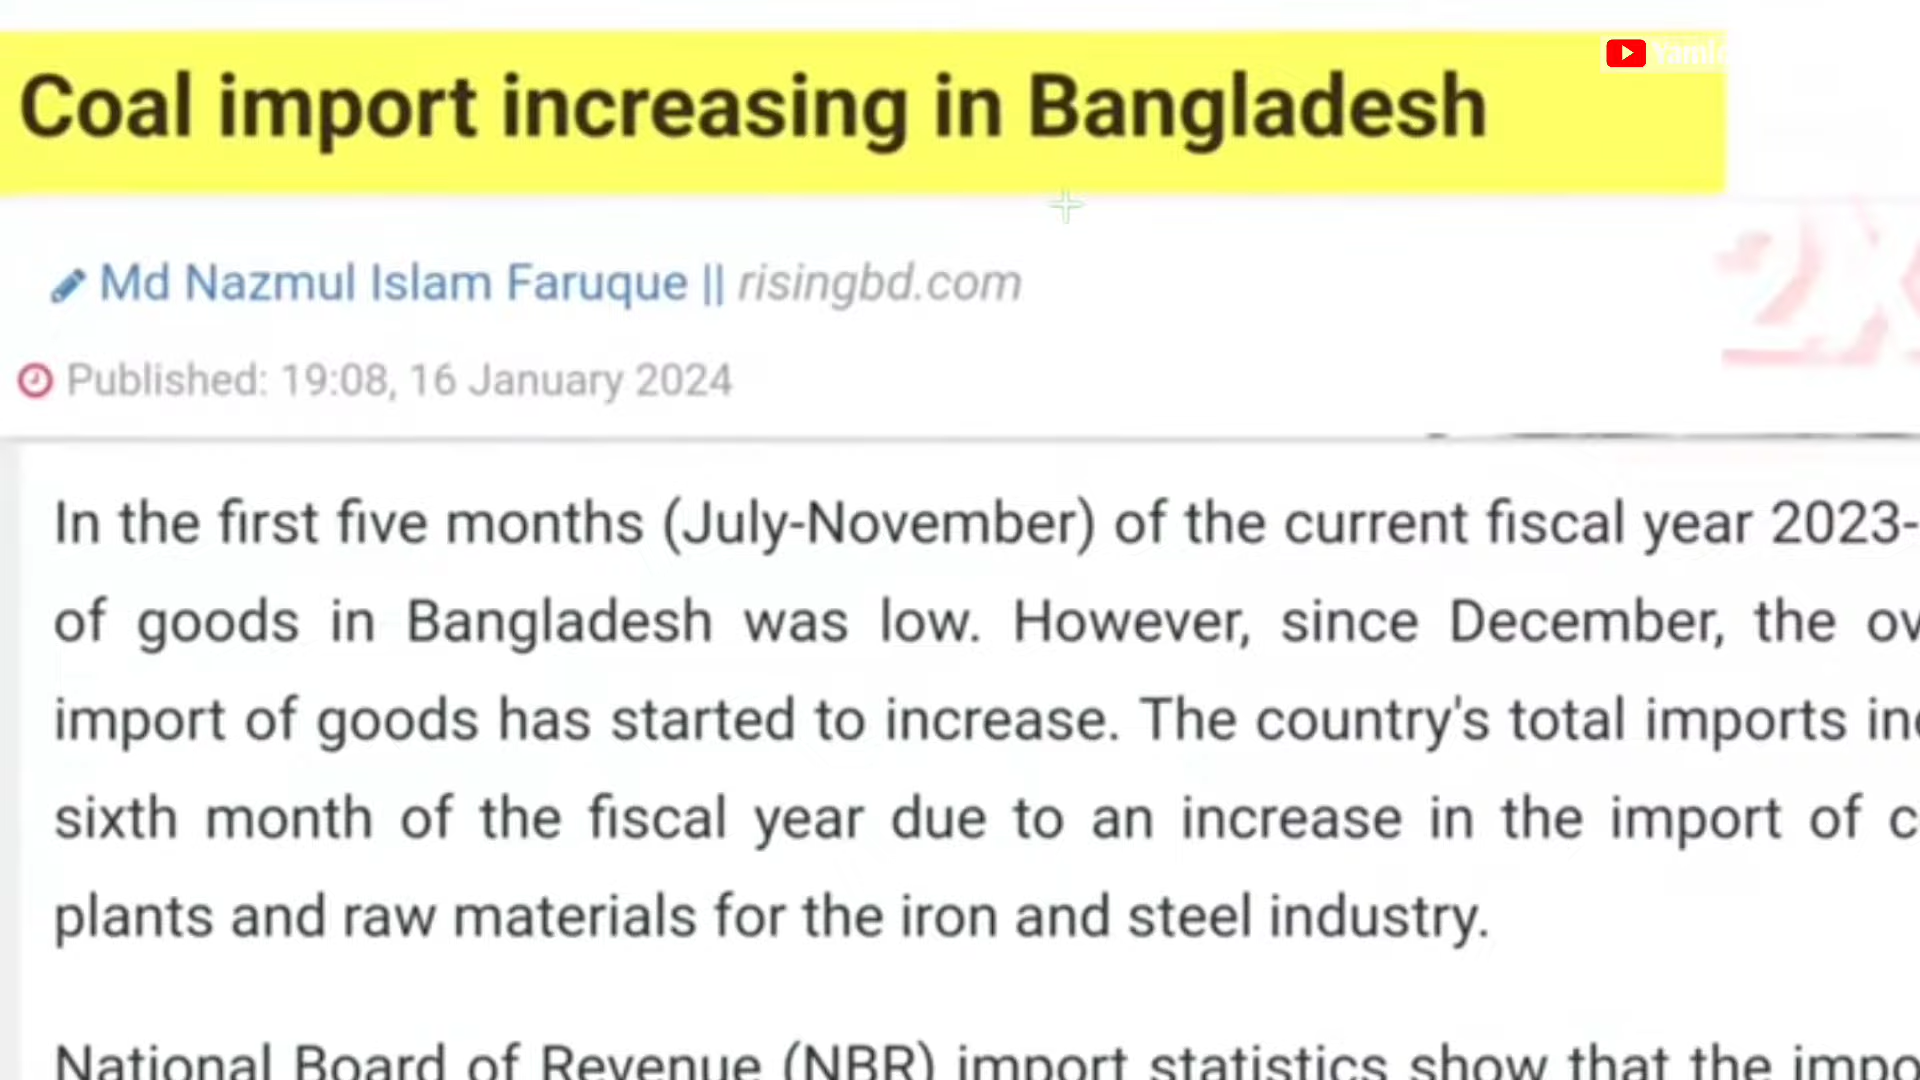 Coal import increasing in Bangladesh
Md Nazmul Islam Faruque || risingbd.com
Published: 19:08, 16 January 2024
2X
In the first five months (July-November) of the current fiscal year 2023-
of goods in Bangladesh was low. However, since December, the
import of goods has started to increase. The country's total imports
sixth month of the fiscal year due to an increase in the import of
plants and raw materials for the iron and steel industry.
National Board of Revenue (NBR) import statistics show that the